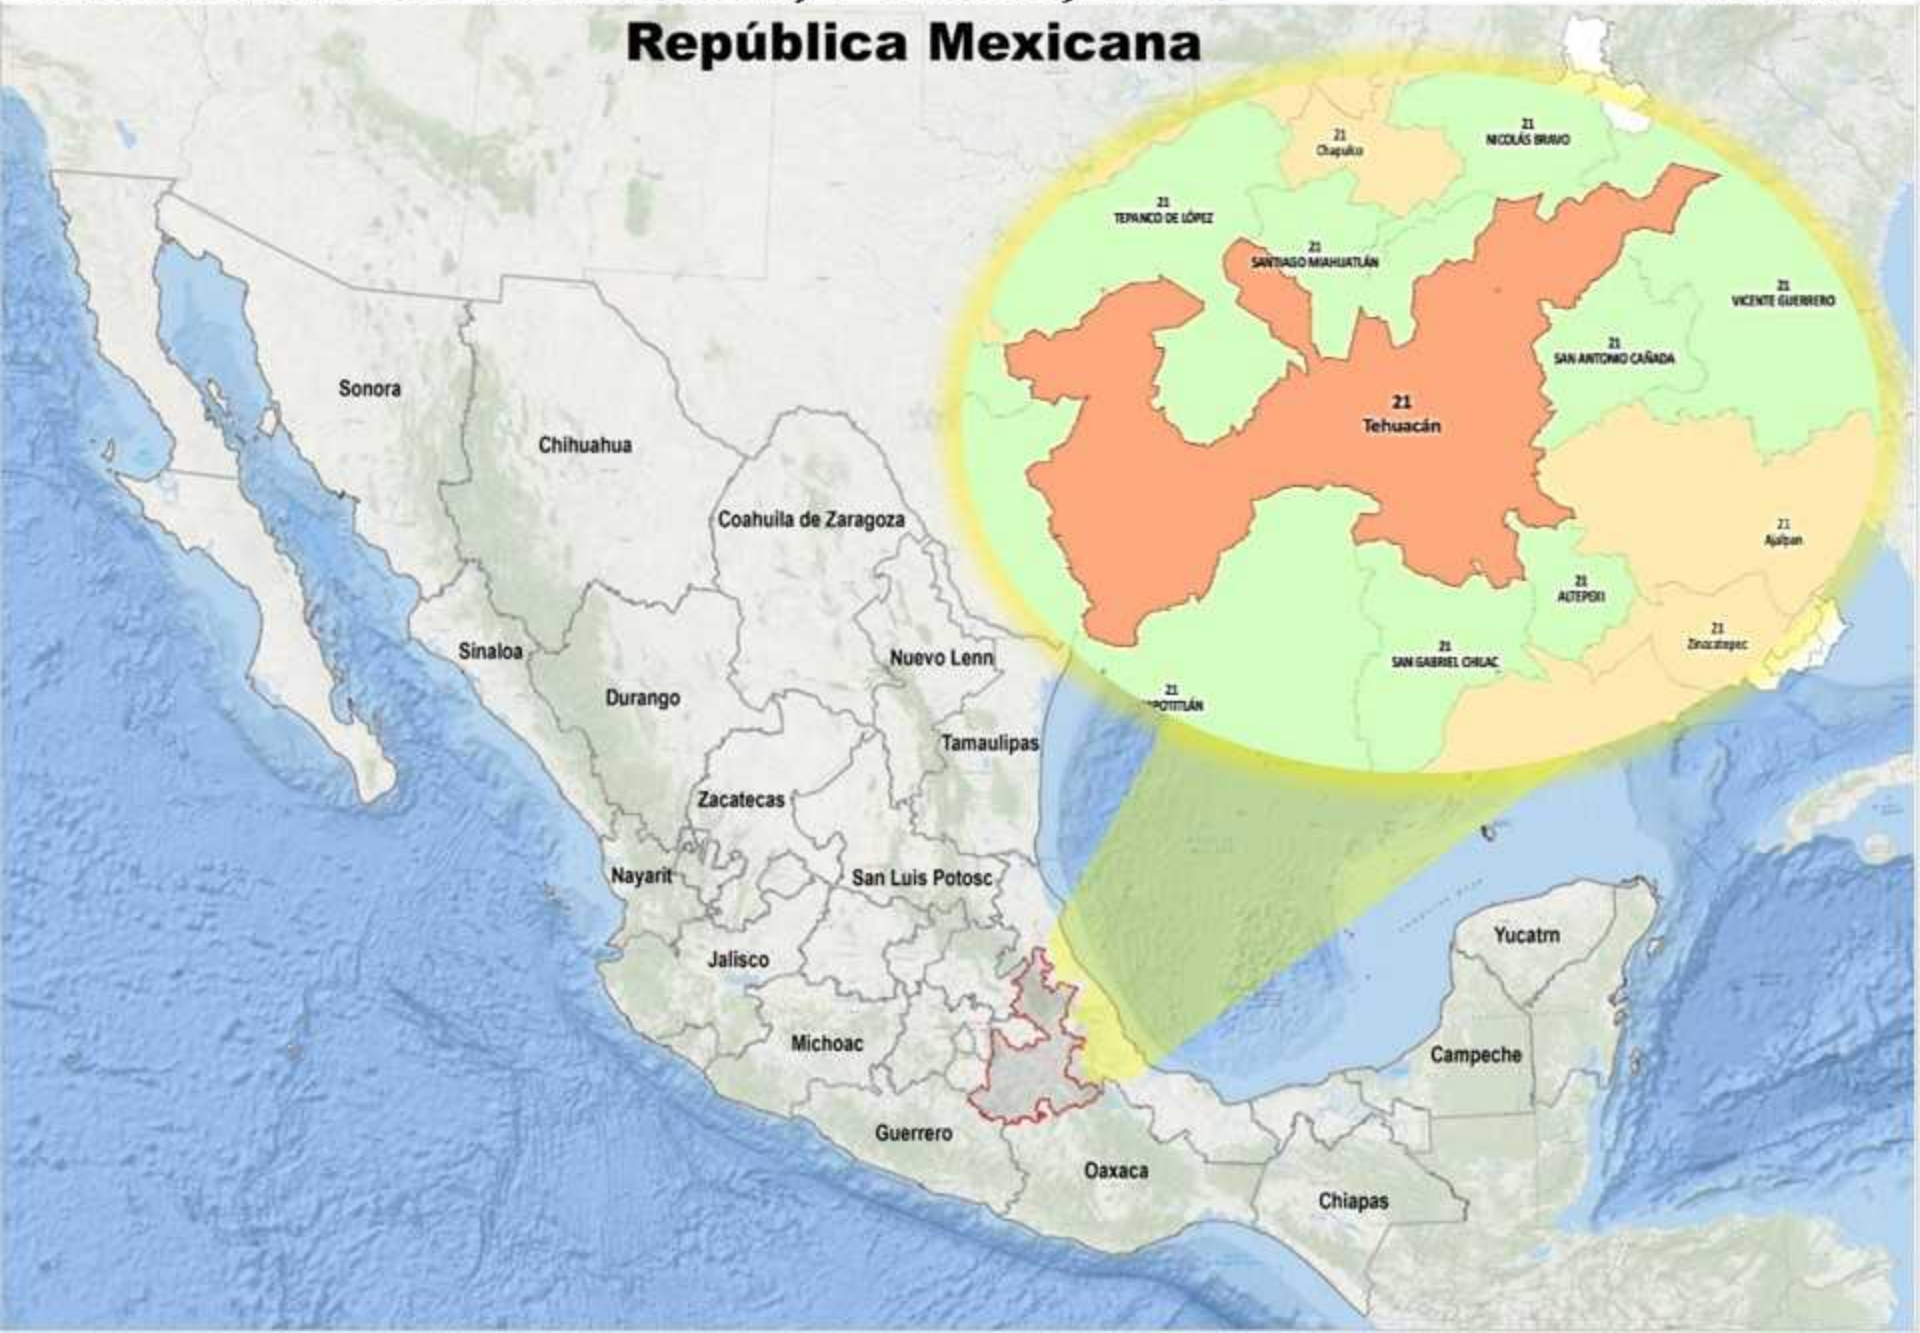 República Mexicana
21
Chapulco
21
NICOLÁS BRAVO
21
TEPANCO DE LÓPEZ
21
SANTIAGO MIAHUATLÁN
21
VICENTE GUERRERO
21
SAN ANTONIO CAÑADA
21
Tehuacán
21
Ajalpan
21
ALTEPEXI
21
Zinacatepec
21
SAN GABRIEL CHILAC
21
POTITLÁN
Sonora
Chihuahua
Coahuila de Zaragoza
Sinaloa
Nuevo Lenn
Durango
Tamaulipas
Zacatecas
Nayarit
San Luis Potosc
Jalisco
Yucatrn
Michoac
Campeche
Guerrero
Oaxaca
Chiapas